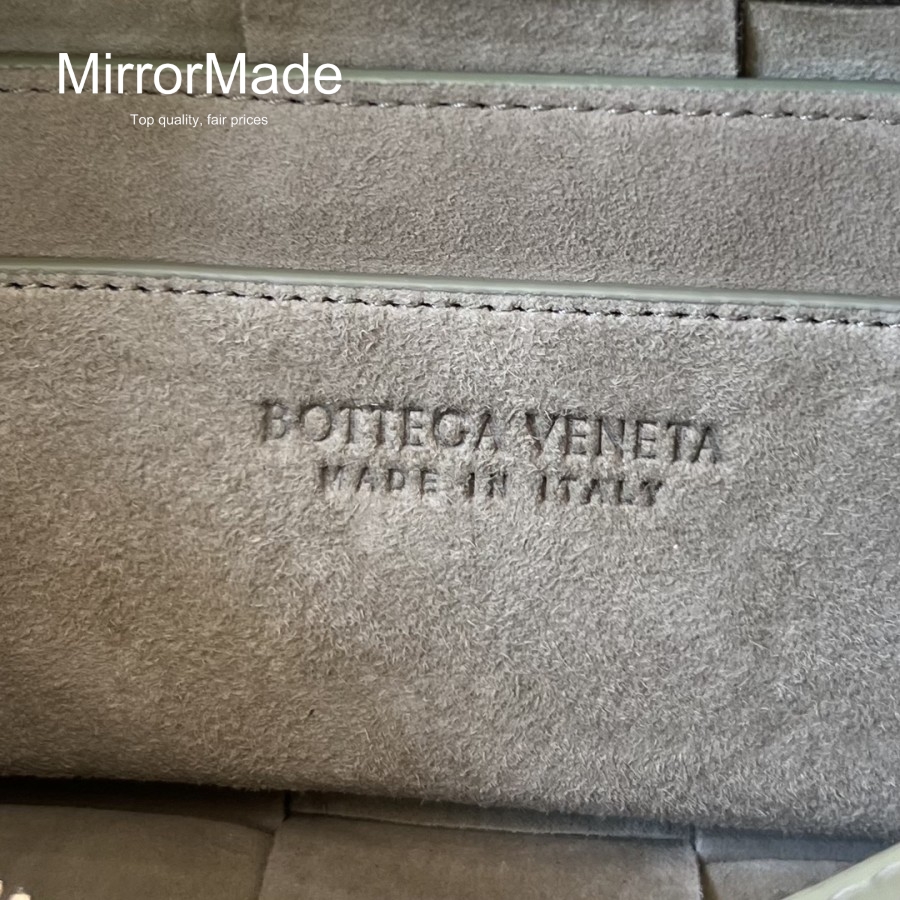 MirrorMade
Top quality, fair prices
BOTTEGA VENETA
MADE IN ITALY